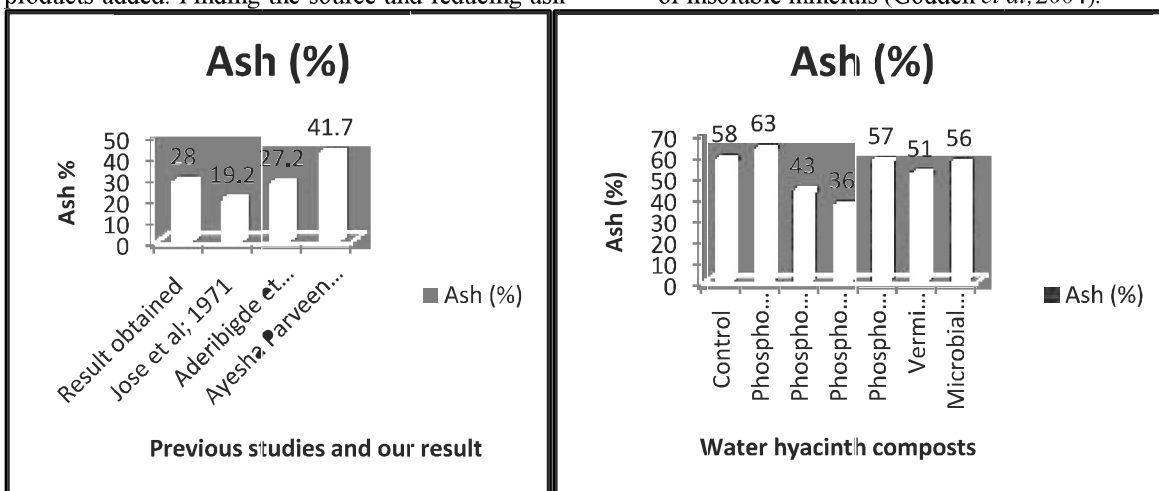 products added. Finding the source and reducing ash
of insoluble minerals (Godden et al, 2004).
Ash (%)
41.7
28
19.2
27.2
50
40
30
20
10
0
Ash %
Result obtained
Jose et al; 1971
Aderibigde et...
Ayesha Parveen...
Ash (%)
Previous studies and our result
Ash (%)
58
63
43
36
57
51
56
70
60
50
40
30
20
10
0
Ash (%)
Control
Phospho...
Phospho...
Phospho...
Phospho...
Vermi...
Microbial...
Ash (%)
Water hyacinth composts